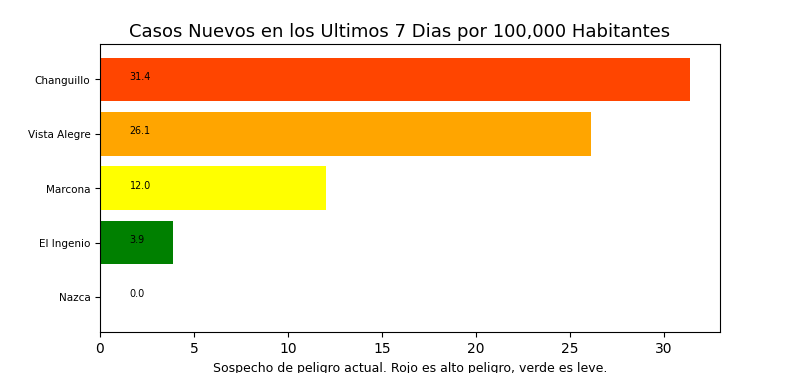 Casos Nuevos en los Ultimos 7 Dias por 100,000 Habitantes
Changuillo 31.4
Vista Alegre 26.1
Marcona 12.0
El Ingenio 3.9
Nazca 0.0
0 5 10 15 20 25 30
Sospecho de peligro actual. Rojo es alto peligro, verde es leve.